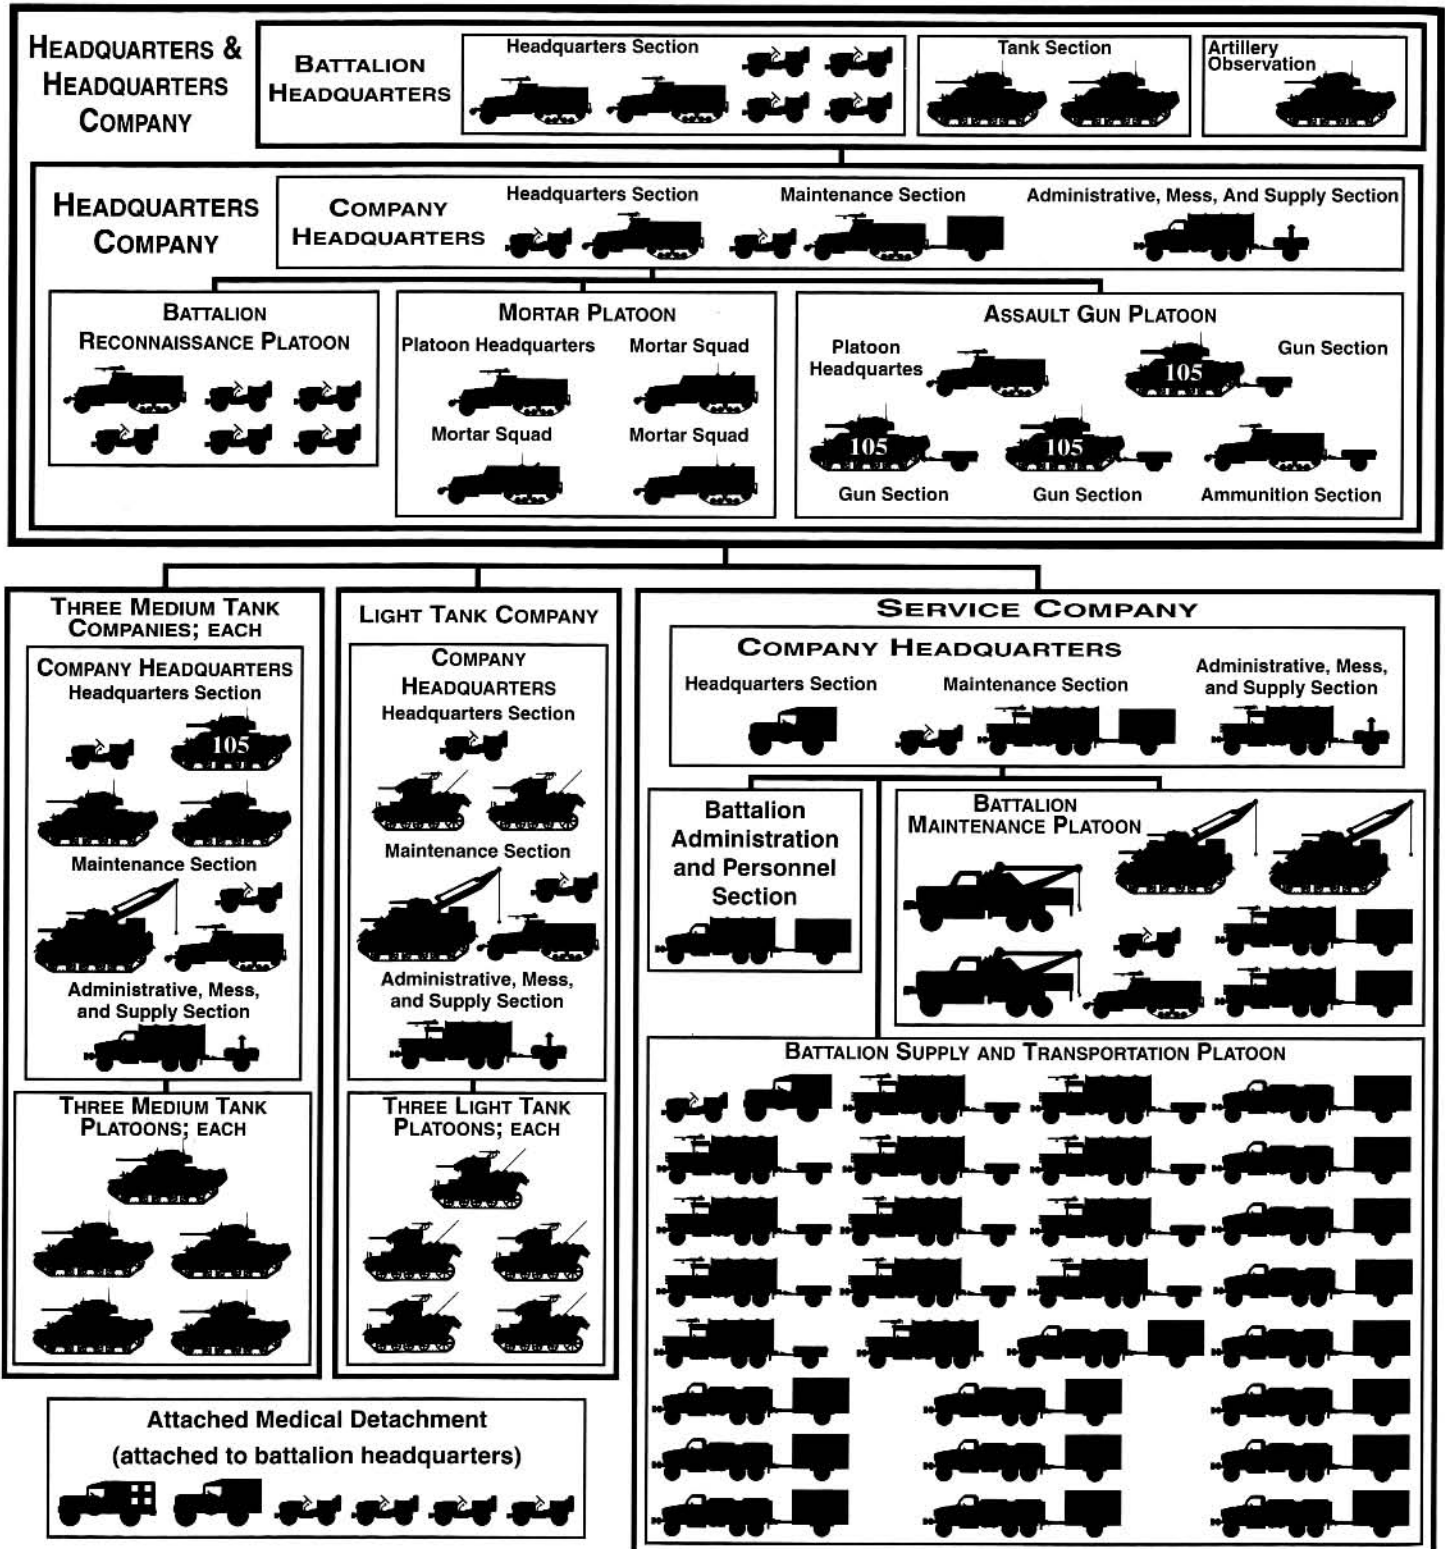 HEADQUARTERS &
HEADQUARTERS
COMPANY
BATTALION
HEADQUARTERS
Headquarters Section
Tank Section
Artillery
Observation
HEADQUARTERS
COMPANY
COMPANY
HEADQUARTERS
Headquarters Section
Maintenance Section
Administrative, Mess, And Supply Section
BATTALION
RECONNAISSANCE PLATOON
MORTAR PLATOON
Platoon Headquarters
Mortar Squad
Mortar Squad
Mortar Squad
ASSAULT GUN PLATOON
Platoon
Headquartes
105
Gun Section
105
105
Gun Section
Gun Section
Ammunition Section
THREE MEDIUM TANK
COMPANIES; EACH
COMPANY HEADQUARTERS
Headquarters Section
105
Maintenance Section
Administrative, Mess,
and Supply Section
THREE MEDIUM TANK
PLATOONS; EACH
LIGHT TANK COMPANY
COMPANY
HEADQUARTERS
Headquarters Section
Maintenance Section
Administrative, Mess,
and Supply Section
THREE LIGHT TANK
PLATOONS; EACH
SERVICE COMPANY
COMPANY HEADQUARTERS
Headquarters Section
Maintenance Section
Administrative, Mess,
and Supply Section
Battalion
Administration
and Personnel
Section
BATTALION
MAINTENANCE PLATOON
BATTALION SUPPLY AND TRANSPORTATION PLATOON
Attached Medical Detachment
(attached to battalion headquarters)